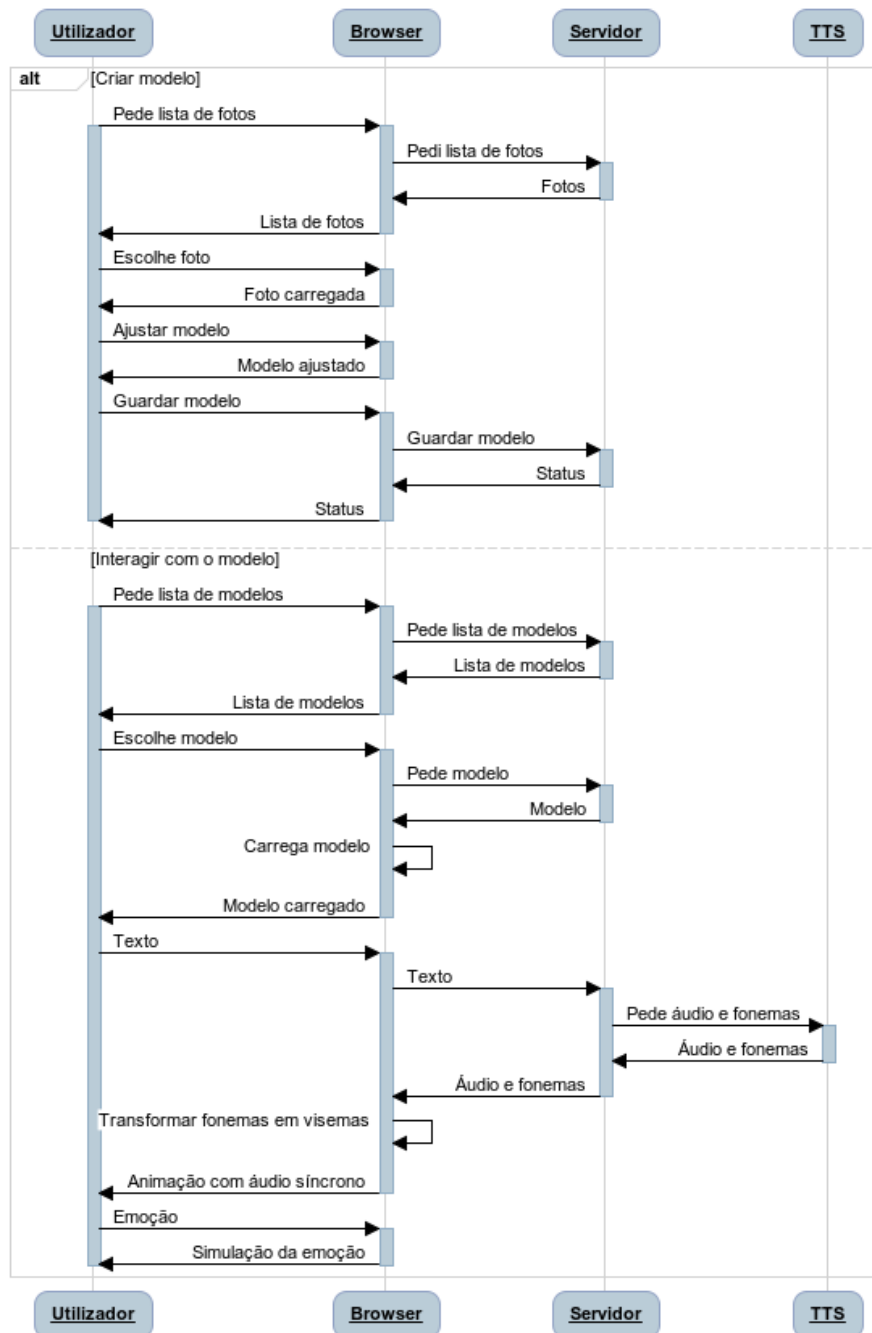 Utilizador Browser Servidor TTS
alt [Criar modelo]
Pede lista de fotos
Pedi lista de fotos
Fotos
Lista de fotos
Escolhe foto
Foto carregada
Ajustar modelo
Modelo ajustado
Guardar modelo
Guardar modelo
Status
Status
[Interagir com o modelo]
Pede lista de modelos
Pede lista de modelos
Lista de modelos
Lista de modelos
Escolhe modelo
Pede modelo
Modelo
Carrega modelo
Modelo carregado
Texto
Texto
Pede áudio e fonemas
Áudio e fonemas
Áudio e fonemas
Transformar fonemas em visemas
Animação com áudio síncrono
Emoção
Simulação da emoção
Utilizador Browser Servidor TTS